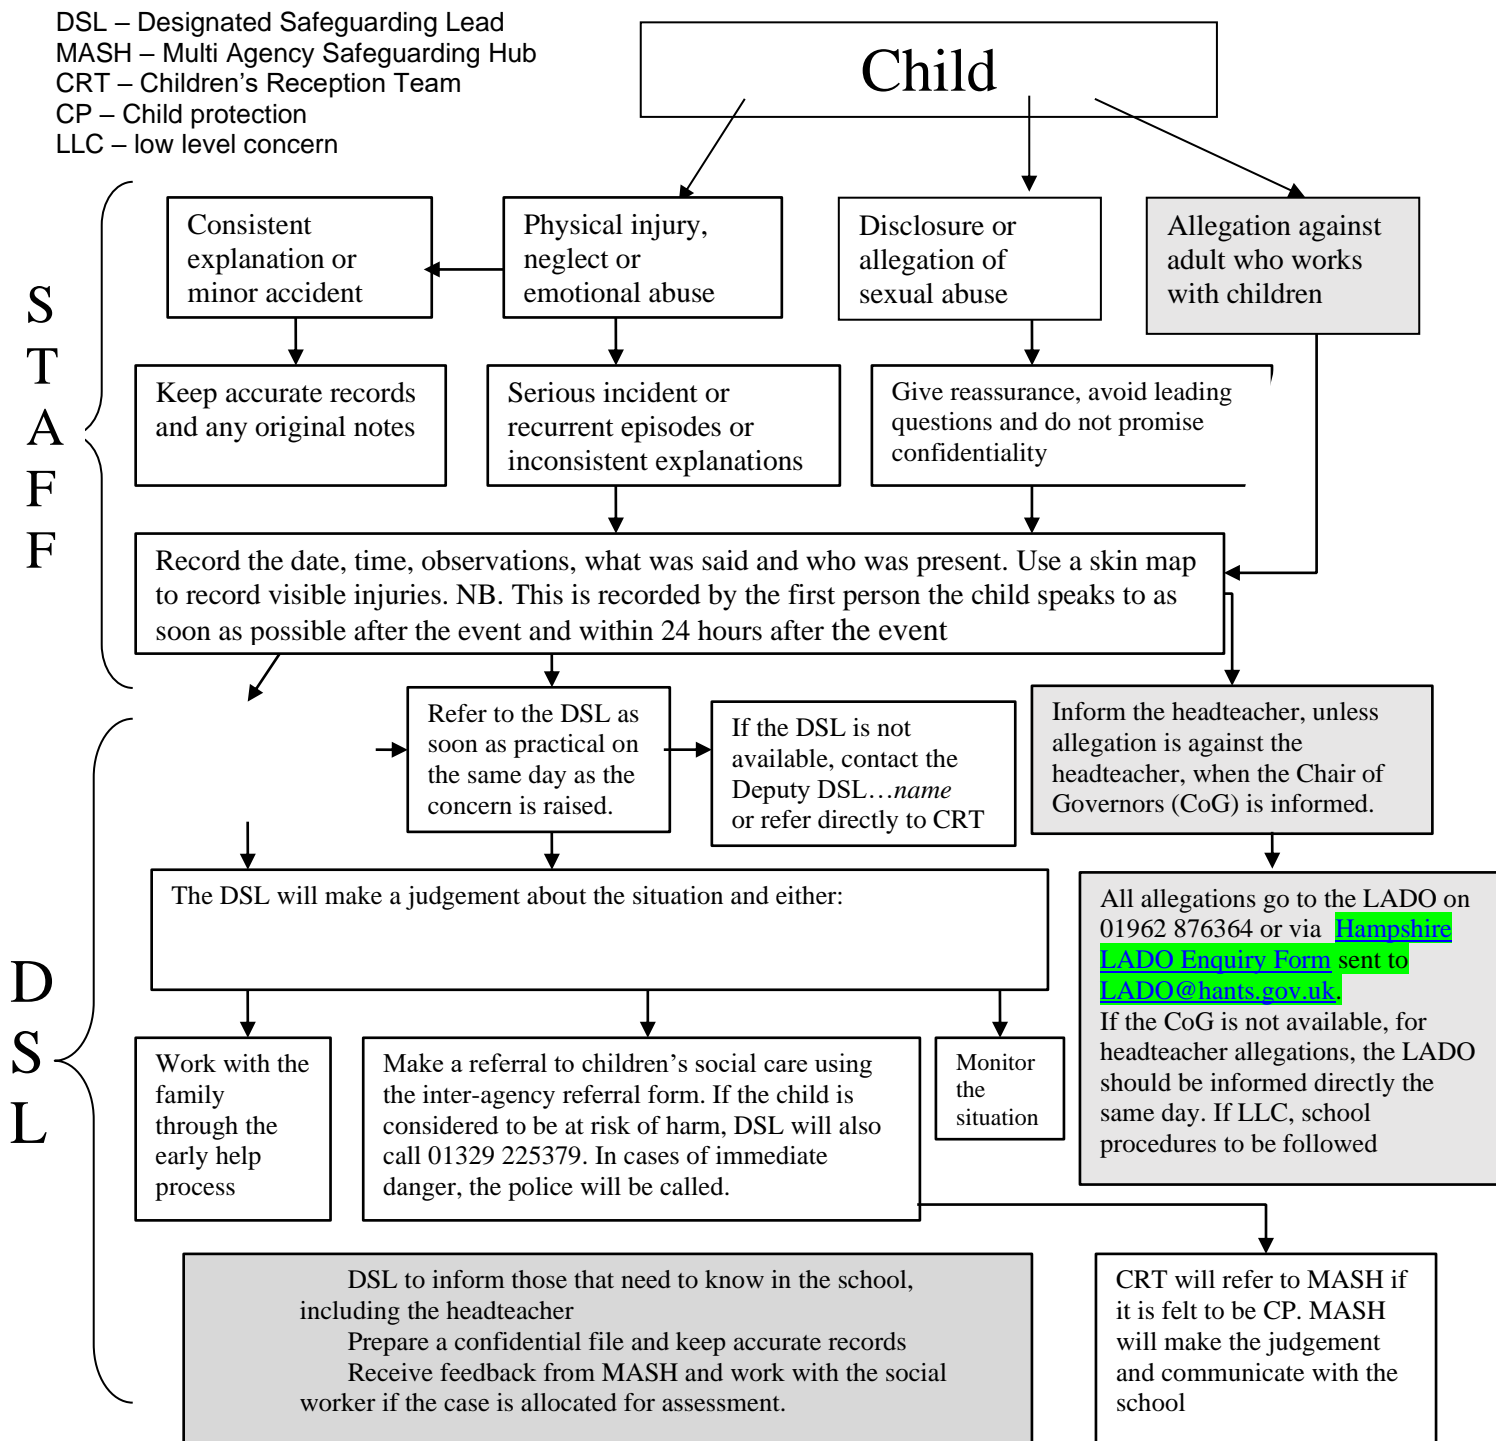 DSL – Designated Safeguarding Lead
MASH – Multi Agency Safeguarding Hub
CRT – Children's Reception Team
CP – Child protection
LLC – low level concern
Child
S
T
A
F
F
Consistent
explanation or
minor accident
Physical injury,
neglect or
emotional abuse
Disclosure or
allegation of
sexual abuse
Allegation against
adult who works
with children
Keep accurate records
and any original notes
Serious incident or
recurrent episodes or
inconsistent explanations
Give reassurance, avoid leading
questions and do not promise
confidentiality
Record the date, time, observations, what was said and who was present. Use a skin map
to record visible injuries. NB. This is recorded by the first person the child speaks to as
soon as possible after the event and within 24 hours after the event
D
S
L
Refer to the DSL as
soon as practical on
the same day as the
concern is raised.
If the DSL is not
available, contact the
Deputy DSL…name
or refer directly to CRT
Inform the headteacher, unless
allegation is against the
headteacher, when the Chair of
Governors (CoG) is informed.
The DSL will make a judgement about the situation and either:
All allegations go to the LADO on
01962 876364 or via Hampshire
LADO Enquiry Form sent to
LADO@hants.gov.uk.
If the CoG is not available, for
headteacher allegations, the LADO
should be informed directly the
same day. If LLC, school
procedures to be followed
Work with the
family
through the
early help
process
Make a referral to children's social care using
the inter-agency referral form. If the child is
considered to be at risk of harm, DSL will also
call 01329 225379. In cases of immediate
danger, the police will be called.
Monitor
the
situation
DSL to inform those that need to know in the school,
including the headteacher
Prepare a confidential file and keep accurate records
Receive feedback from MASH and work with the social
worker if the case is allocated for assessment.
CRT will refer to MASH if
it is felt to be CP. MASH
will make the judgement
and communicate with the
school